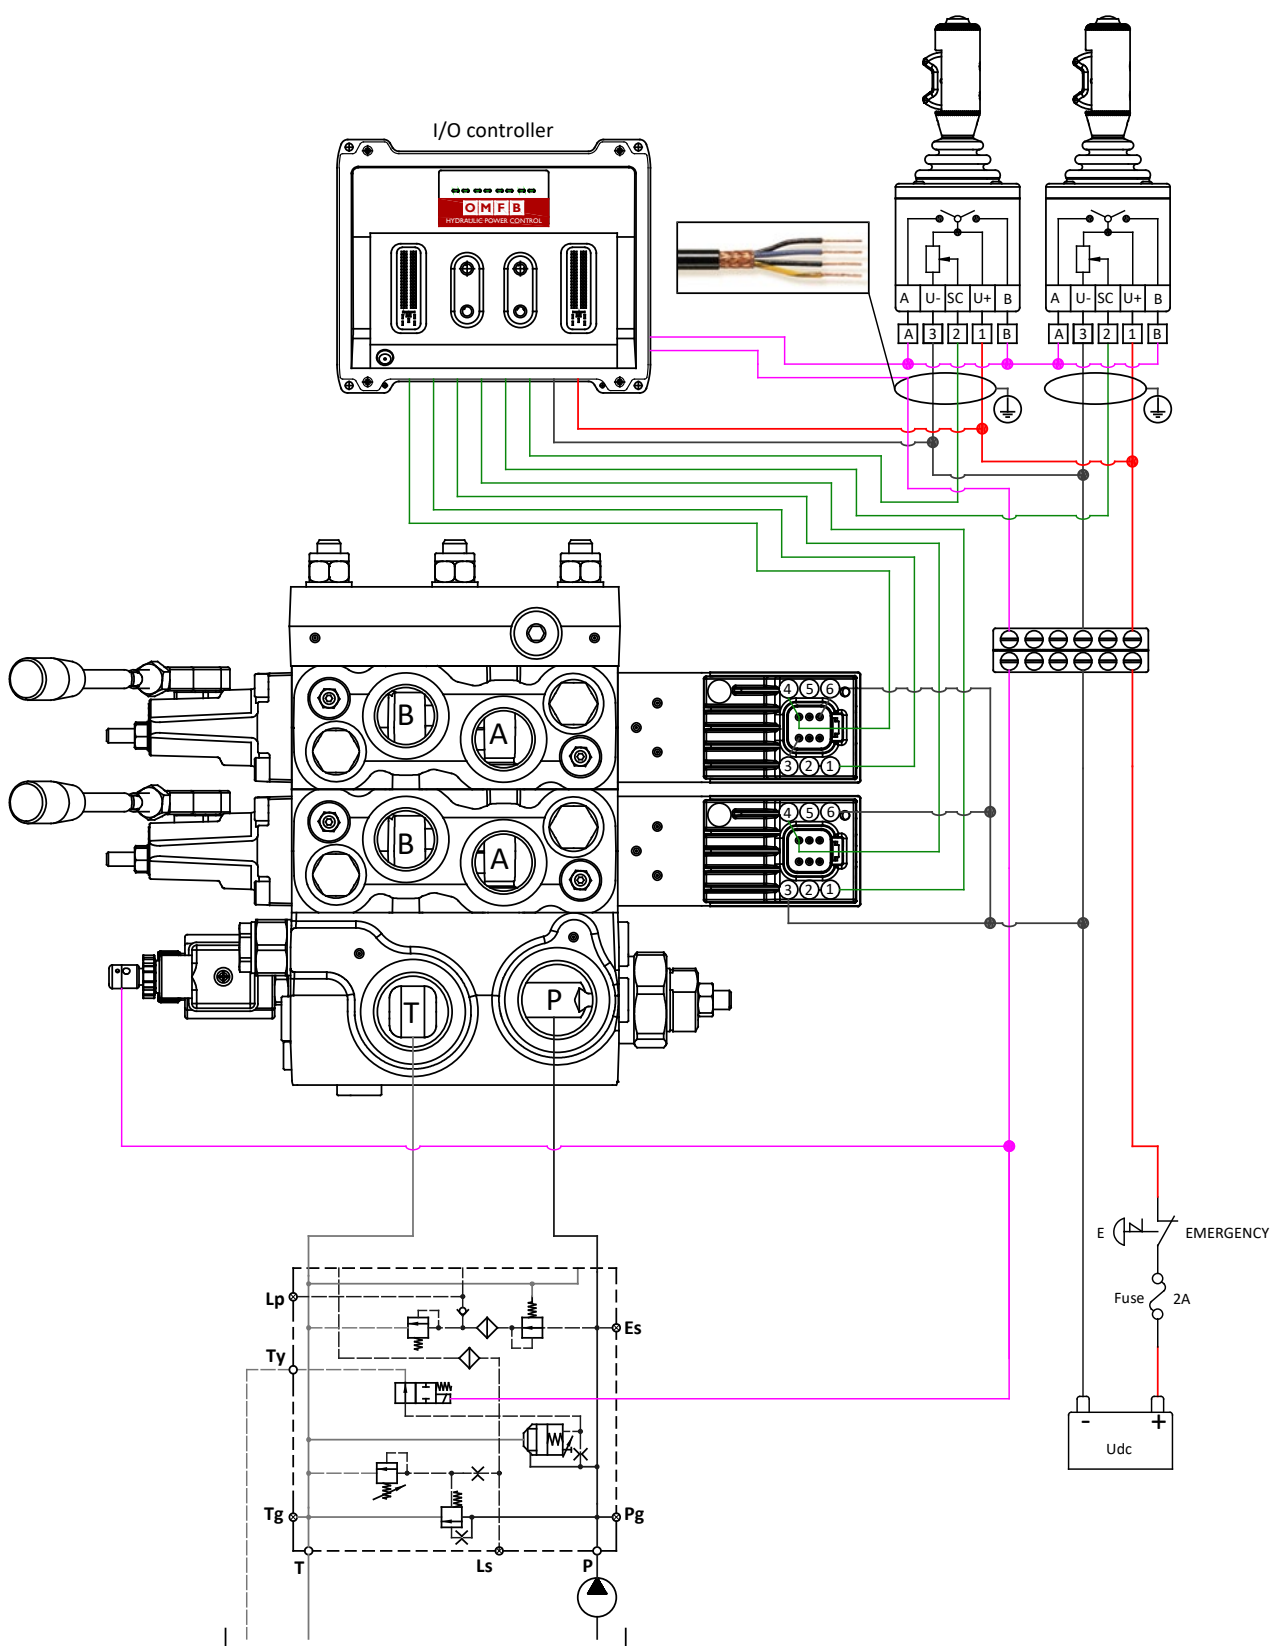 I/O controller
OMFB
HYDRAULIC POWER CONTROL
A U- SC U+ B
A U- SC U+ B
A 3 2 1 B
A 3 2 1 B
B A
4 5 6
3 2 1
B A
4 5 6
3 2 1
T P
E EMERGENCY
Fuse 2A
Lp
Es
Ty
- +
Udc
Tg Pg
T Ls P